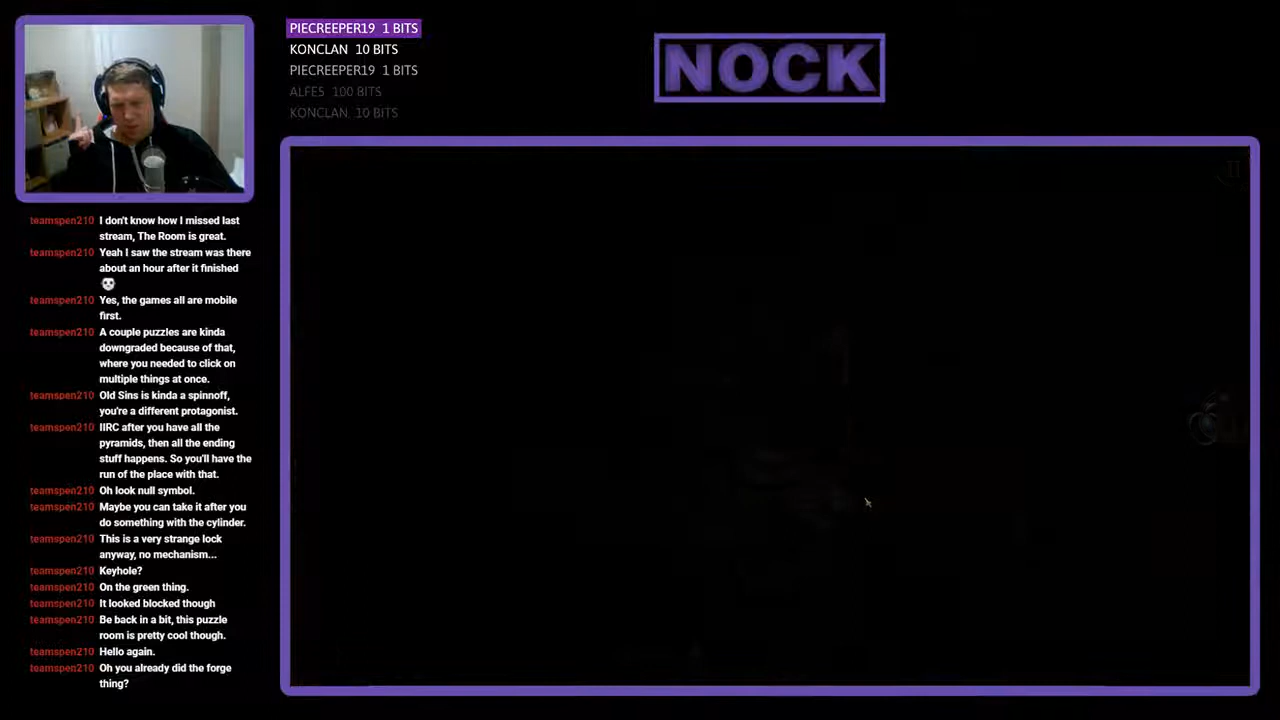 PIECREEPER19 1 BITS
KONCLAN 10 BITS
PIECREEPER19 1 BITS
ALFES 100 BITS
KONCLAN 10 BITS
NOCK
teamspen210 I don't know how I missed last
stream, The Room is great.
teamspen210 Yeah I saw the stream was there
about an hour after it finished
teamspen210 Yes, the games all are mobile
first.
teamspen210 A couple puzzles are kinda
downgraded because of that,
where you needed to click on
multiple things at once.
teamspen210 Old Sins is kinda a spinnoff,
you're a different protagonist.
teamspen210 IIRC after you have all the
pyramids, then all the ending
stuff happens. So you'll have the
run of the place with that.
teamspen210 Oh look null symbol.
teamspen210 Maybe you can take it after you
do something with the cylinder.
teamspen210 This is a very strange lock
anyway, no mechanism...
teamspen210 Keyhole?
teamspen210 On the green thing.
teamspen210 It looked blocked though
teamspen210 Be back in a bit, this puzzle
room is pretty cool though.
teamspen210 Hello again.
teamspen210 Oh you already did the forge
thing?